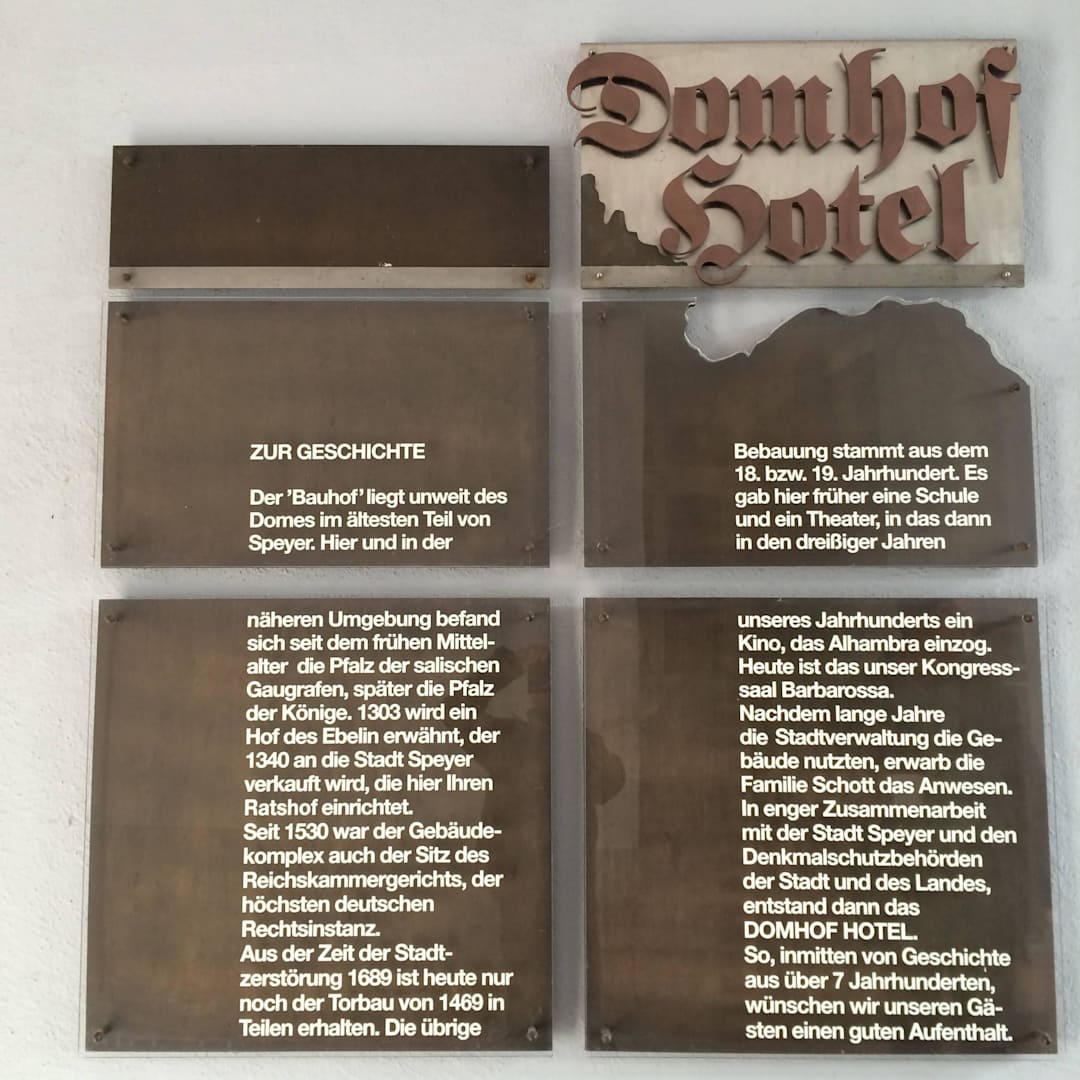 Domhof
Hotel
ZUR GESCHICHTE
Der 'Bauhof' liegt unweit des
Domes im ältesten Teil von
Speyer. Hier und in der
näheren Umgebung befand
sich seit dem frühen Mittel-
alter die Pfalz der salischen
Gaugrafen, später die Pfalz
der Könige. 1303 wird ein
Hof des Ebelin erwähnt, der
1340 an die Stadt Speyer
verkauft wird, die hier Ihren
Ratshof einrichtet.
Seit 1530 war der Gebäude-
komplex auch der Sitz des
Reichskammergerichts, der
höchsten deutschen
Rechtsinstanz.
Aus der Zeit der Stadt-
zerstörung 1689 ist heute nur
noch der Torbau von 1469 in
Teilen erhalten. Die übrige
Bebauung stammt aus dem
18. bzw. 19. Jahrhundert. Es
gab hier früher eine Schule
und ein Theater, in das dann
in den dreißiger Jahren
unseres Jahrhunderts ein
Kino, das Alhambra einzog.
Heute ist das unser Kongress-
saal Barbarossa.
Nachdem lange Jahre
die Stadtverwaltung die Ge-
bäude nutzten, erwarb die
Familie Schott das Anwesen.
In enger Zusammenarbeit
mit der Stadt Speyer und den
Denkmalschutzbehörden
der Stadt und des Landes,
entstand dann das
DOMHOF HOTEL.
So, inmitten von Geschichte
aus über 7 Jahrhunderten,
wünschen wir unseren Gä-
sten einen guten Aufenthalt.